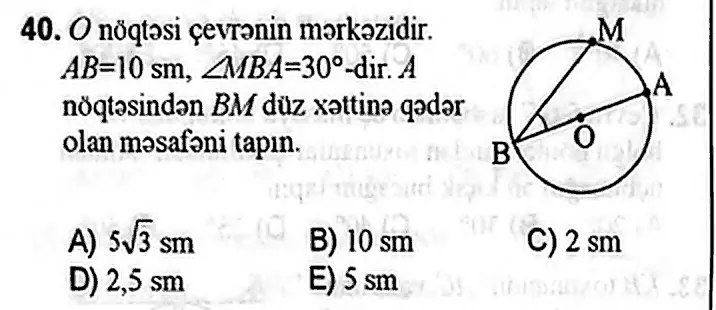 40. O nöqtəsi çevrənin mərkəzidir.
AB=10 sm, ∠MBA=30°-dir. A
nöqtəsindən BM düz xəttinə qədər
olan məsafəni tapın.
M
A
O
B
A) 5√3 sm B) 10 sm C) 2 sm
D) 2,5 sm E) 5 sm